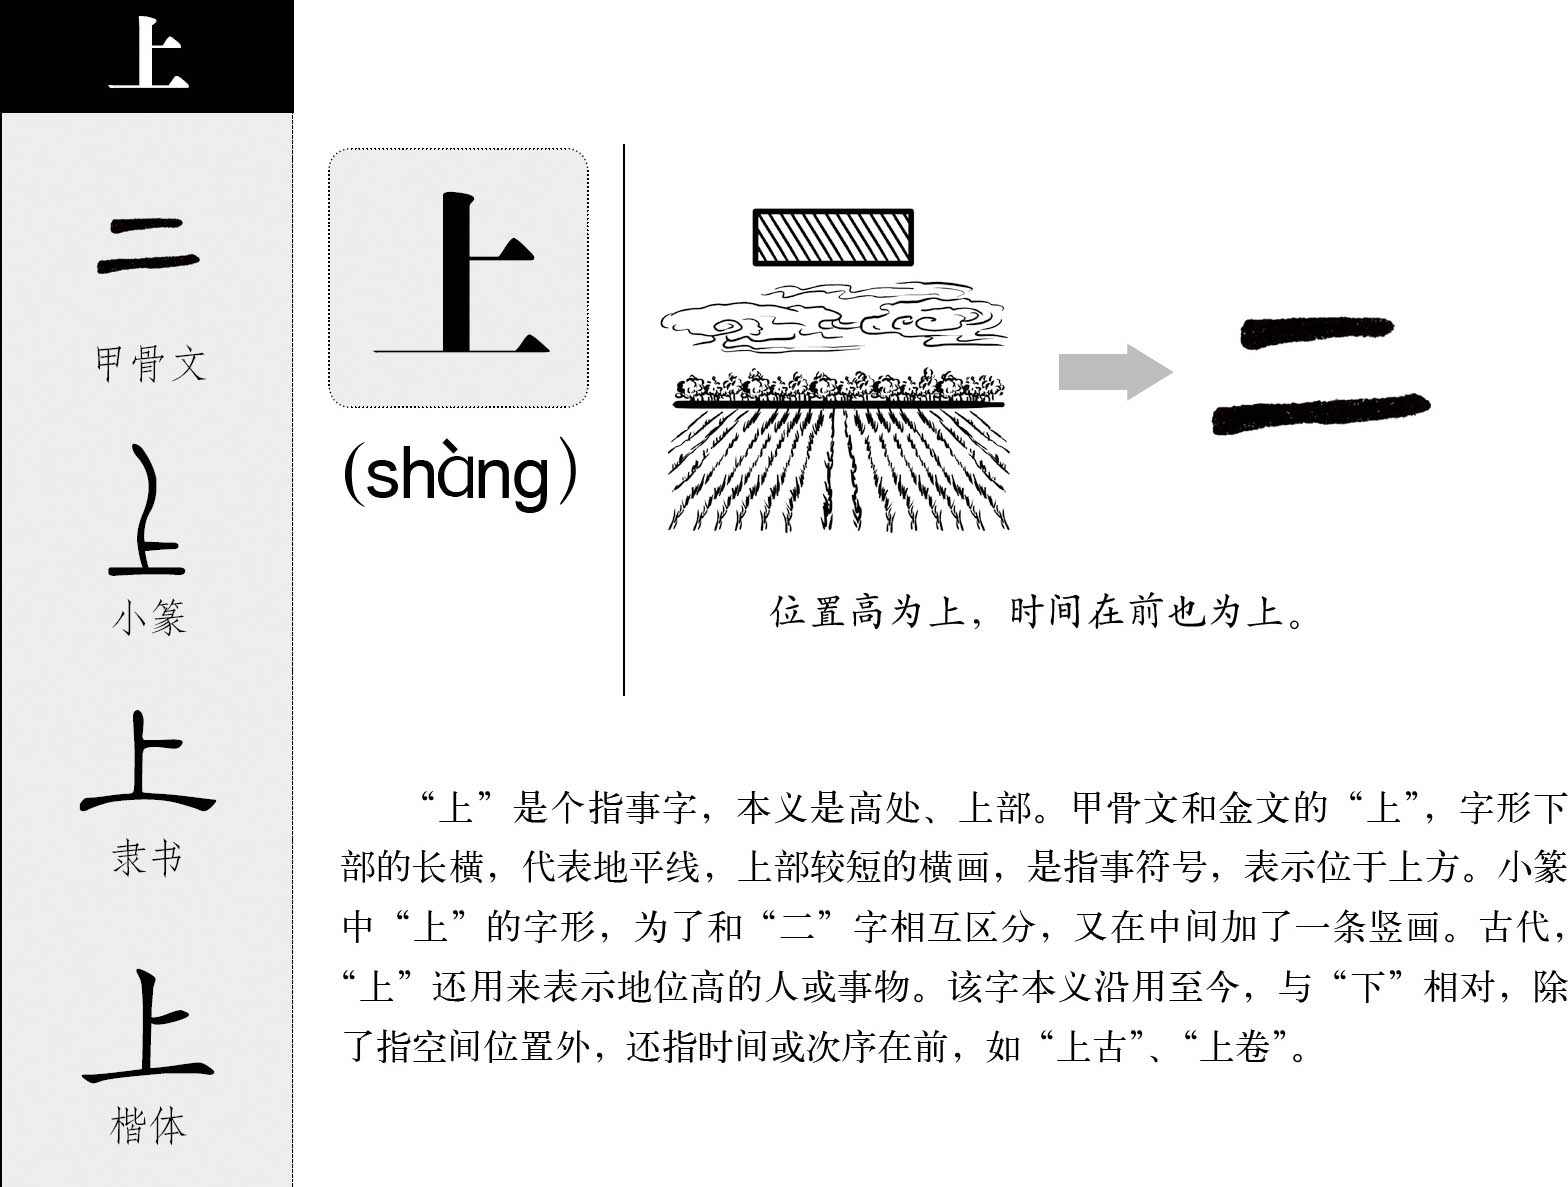 上
二
甲骨文
上
小篆
上
隶书
上
楷体
上
(shàng)
二
位置高为上，时间在前也为上。
“上”是个指事字，本义是高处、上部。甲骨文和金文的“上”，字形下
部的长横，代表地平线，上部较短的横画，是指事符号，表示位于上方。小篆
中“上”的字形，为了和“二”字相互区分，又在中间加了一条竖画。古代，
“上”还用来表示地位高的人或事物。该字本义沿用至今，与“下”相对，除
了指空间位置外，还指时间或次序在前，如“上古”、“上卷”。